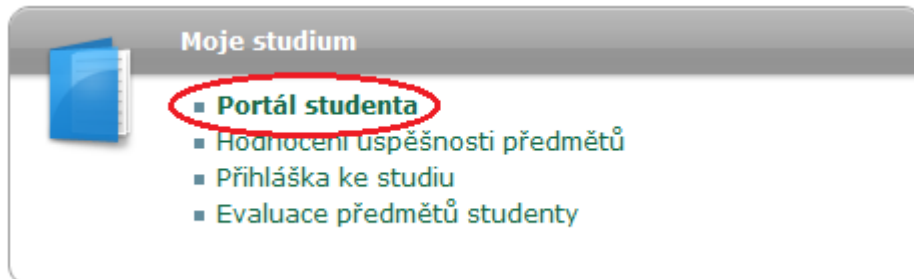 Moje studium
Portál studenta
Hodnocení úspěšnosti předmětů
Přihláška ke studiu
Evaluace předmětů studenty